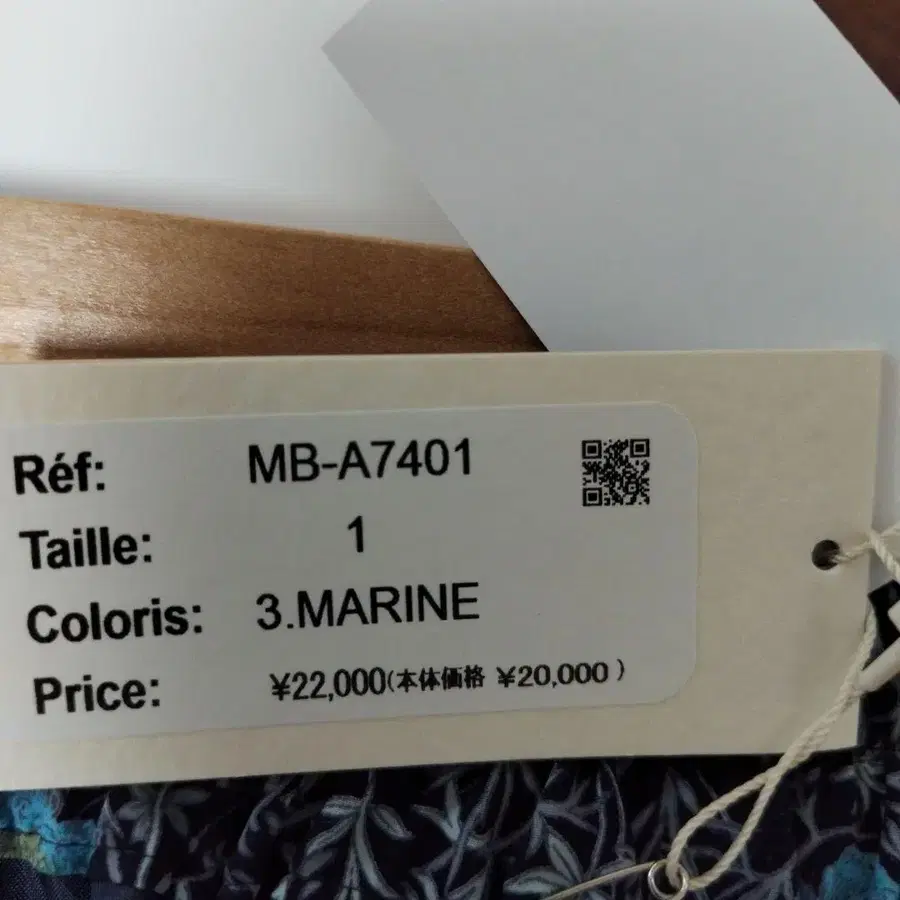 Réf: MB-A7401
Taille: 1
Coloris: 3.MARINE
Price: ¥22,000(本体価格 ¥20,000 )